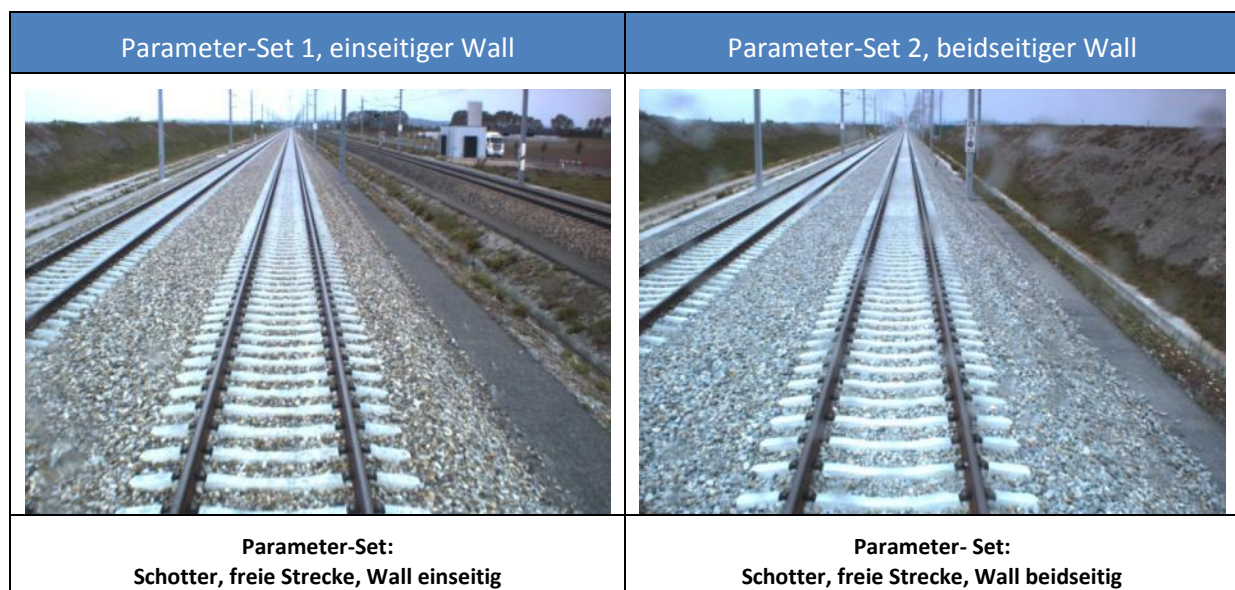 Parameter-Set 1, einseitiger Wall
Parameter-Set 2, beidseitiger Wall
Parameter-Set:
Schotter, freie Strecke, Wall einseitig
Parameter- Set:
Schotter, freie Strecke, Wall beidseitig